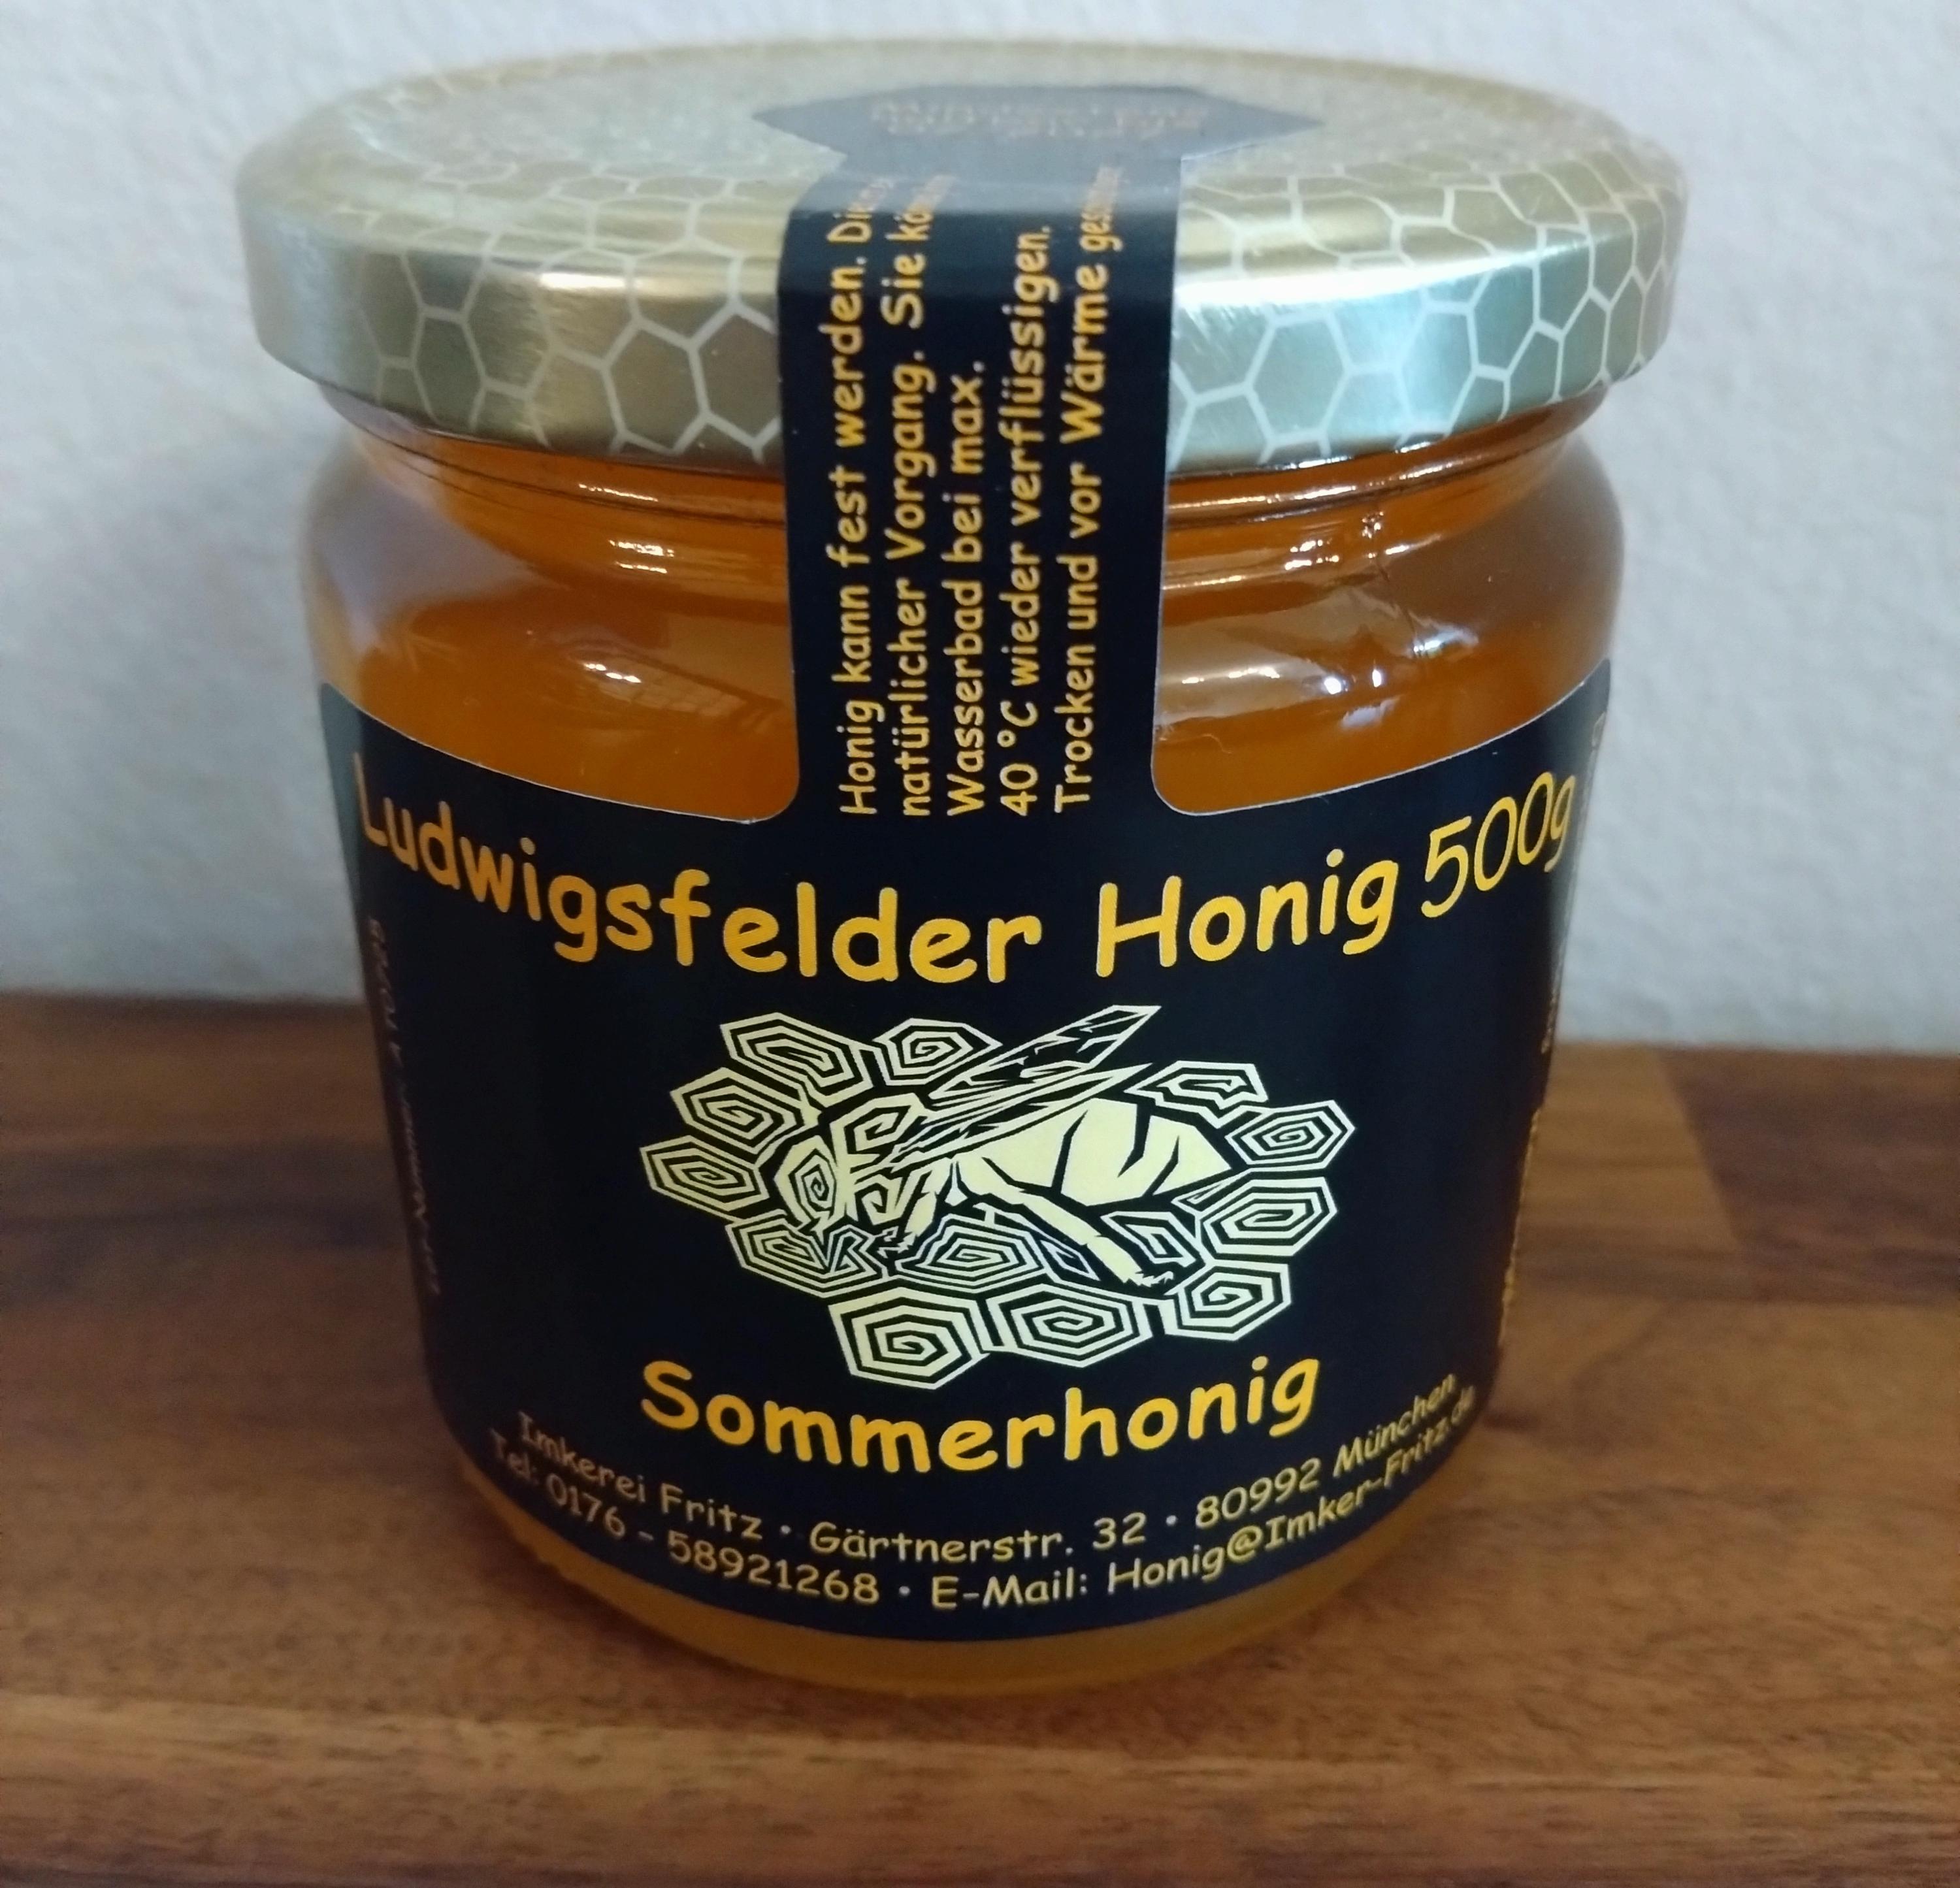 Honig kann fest werden.
natürlicher Vorgang. Sie
Wasserbad bei max.
40 °C wieder verflüssigen.
Trocken und vor Wärme
Ludwigsfelder Honig 500g
Sommerhonig
Imkerei Fritz · Gärtnerstr. 32 · 80992 München
Tel: 0176 - 58921268 · E-Mail: Honig@Imker-Fritz.de